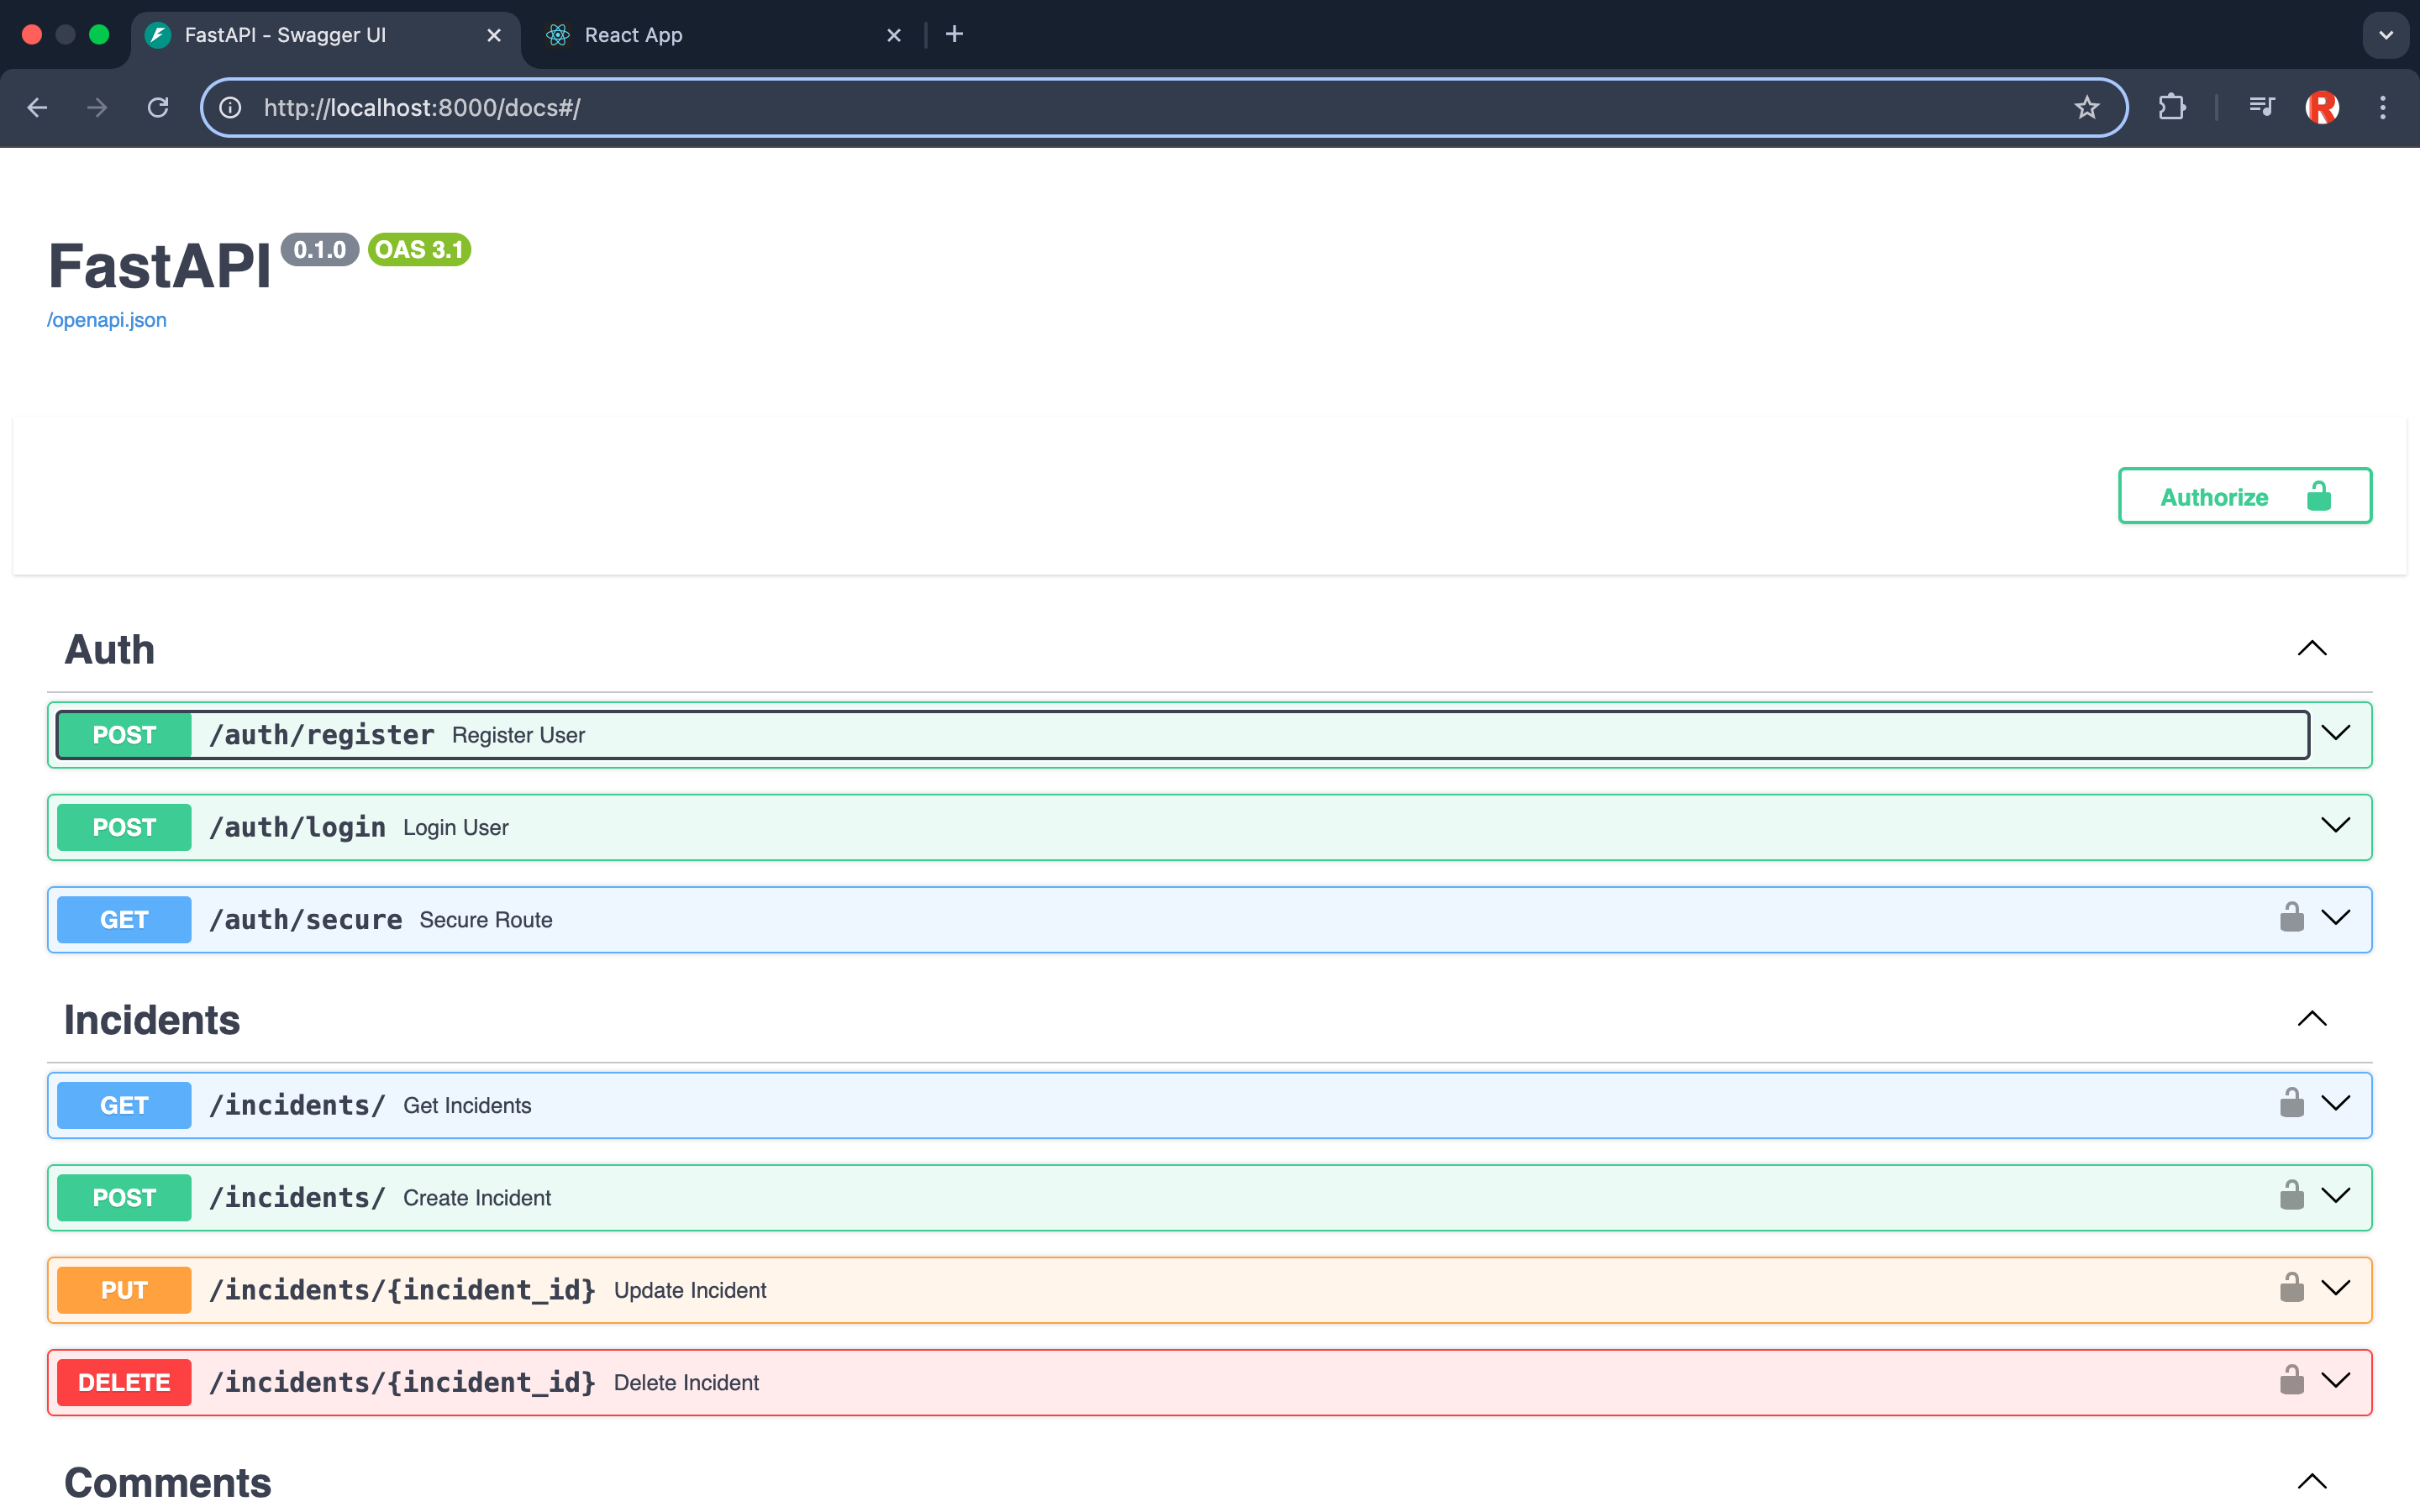 FastAPI - Swagger UI
React App
http://localhost:8000/docs#/
FastAPI 0.1.0 OAS 3.1
/openapi.json
Authorize
Auth
POST /auth/register Register User
POST /auth/login Login User
GET /auth/secure Secure Route
Incidents
GET /incidents/ Get Incidents
POST /incidents/ Create Incident
PUT /incidents/{incident_id} Update Incident
DELETE /incidents/{incident_id} Delete Incident
Comments